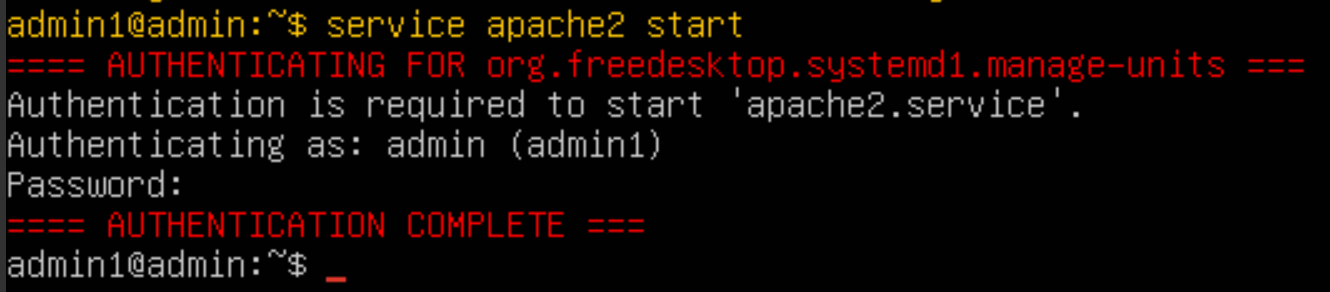 admin1@admin:~$ service apache2 start
==== AUTHENTICATING FOR org.freedesktop.systemd1.manage-units ===
Authentication is required to start 'apache2.service'.
Authenticating as: admin (admin1)
Password:
==== AUTHENTICATION COMPLETE ===
admin1@admin:~$ _